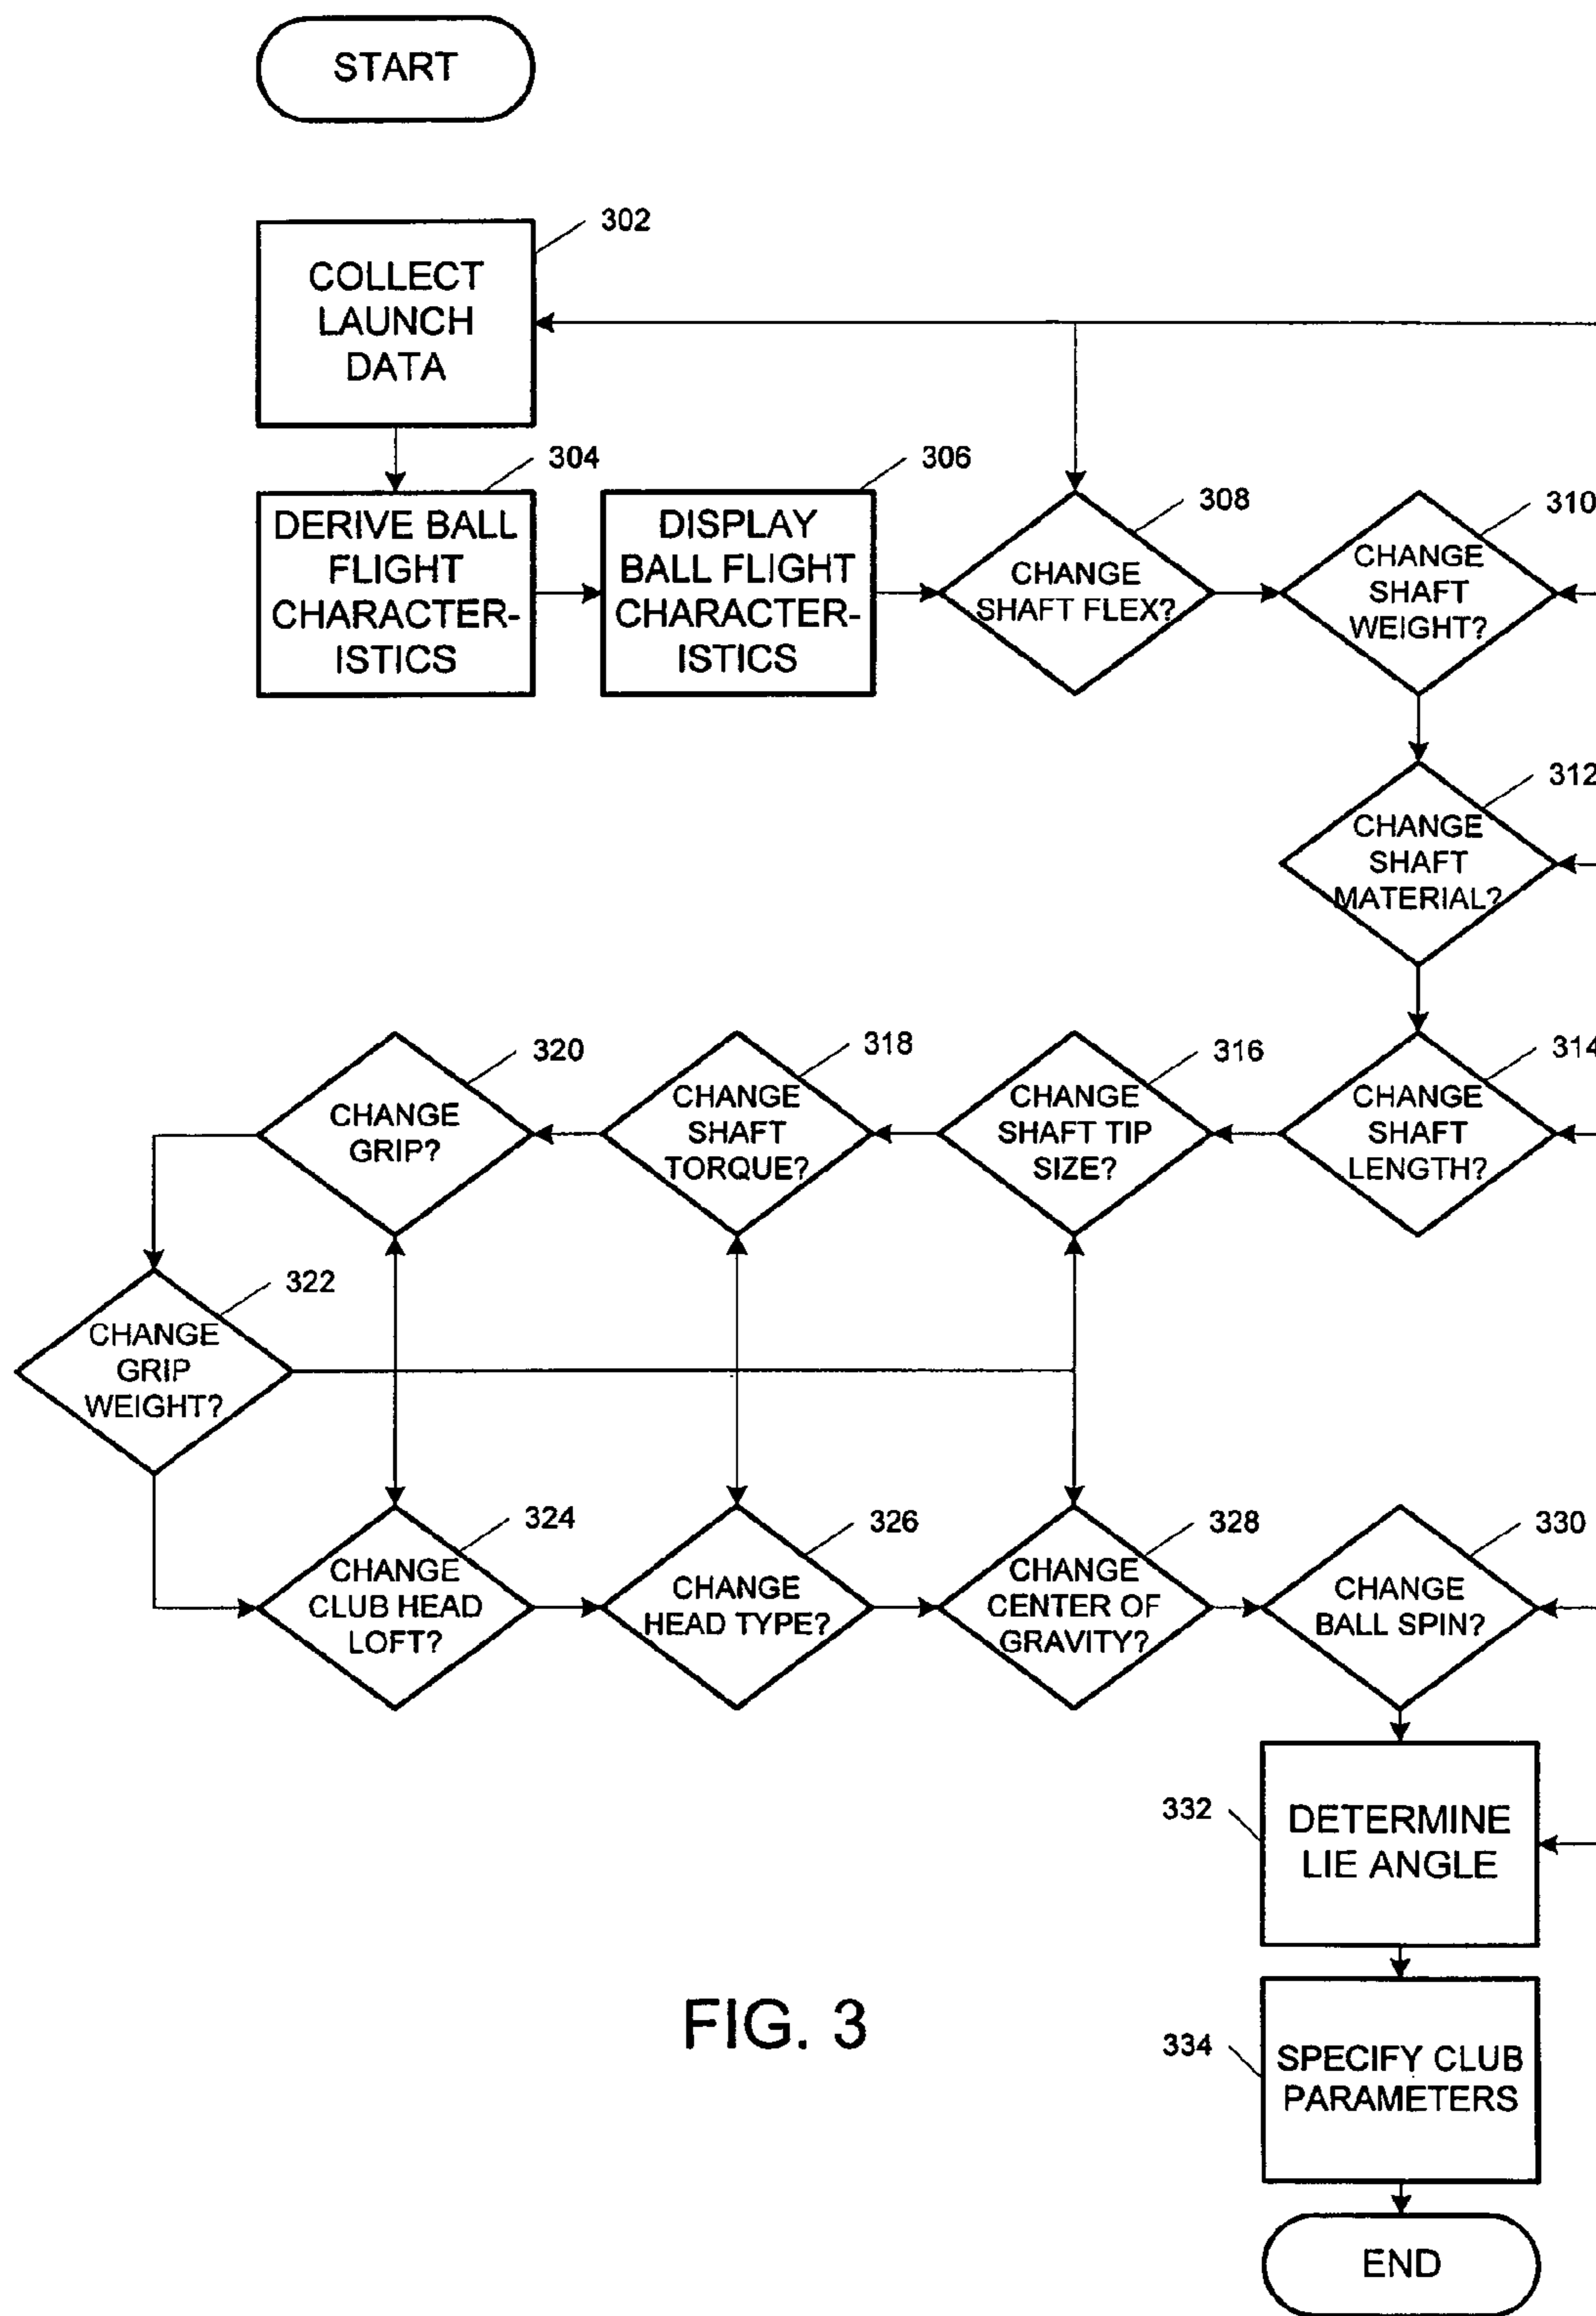 START
302
COLLECT
LAUNCH
DATA
304
DERIVE BALL
FLIGHT
CHARACTER-
ISTICS
306
DISPLAY
BALL FLIGHT
CHARACTER-
ISTICS
308
CHANGE
SHAFT FLEX?
310
CHANGE
SHAFT
WEIGHT?
312
CHANGE
SHAFT
MATERIAL?
314
CHANGE
SHAFT
LENGTH?
316
CHANGE
SHAFT TIP
SIZE?
318
CHANGE
SHAFT
TORQUE?
320
CHANGE
GRIP?
322
CHANGE
GRIP
WEIGHT?
324
CHANGE
CLUB HEAD
LOFT?
326
CHANGE
HEAD TYPE?
328
CHANGE
CENTER OF
GRAVITY?
330
CHANGE
BALL SPIN?
332
DETERMINE
LIE ANGLE
334
SPECIFY CLUB
PARAMETERS
END
FIG. 3